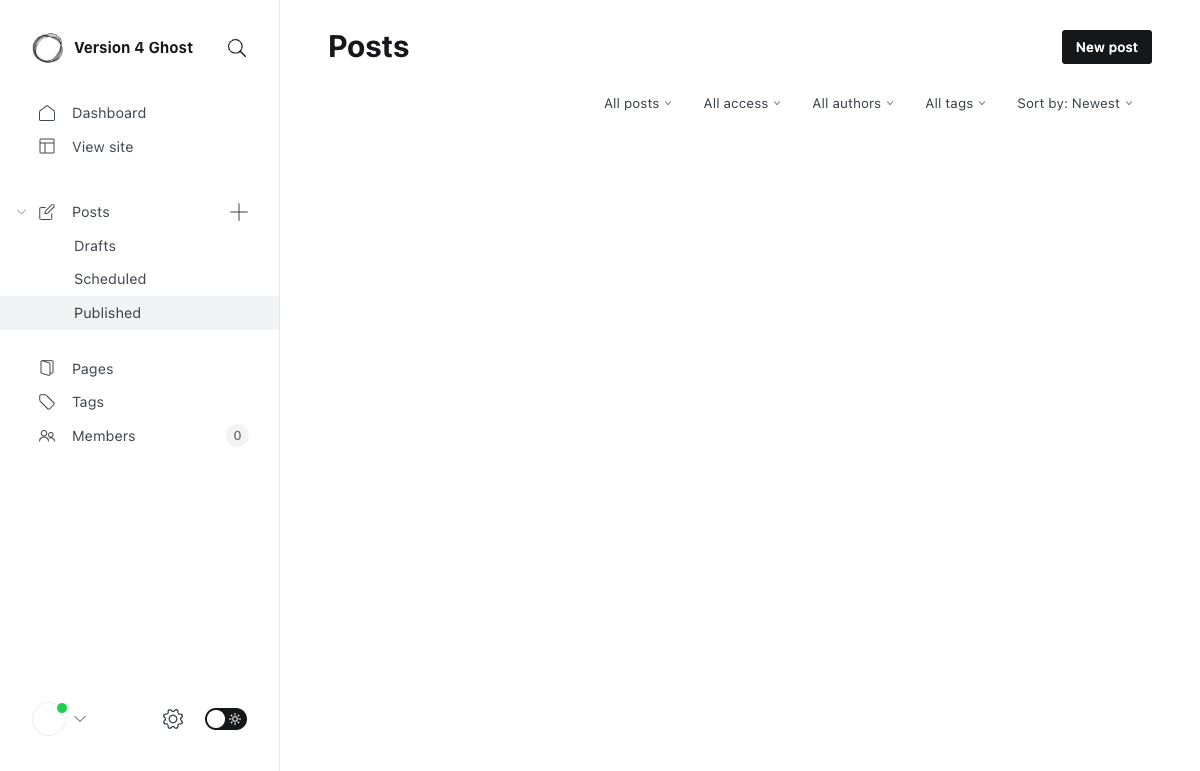 Version 4 Ghost
Dashboard
View site
Posts
Drafts
Scheduled
Published
Pages
Tags
Members 0
Posts
New post
All posts All access All authors All tags Sort by: Newest